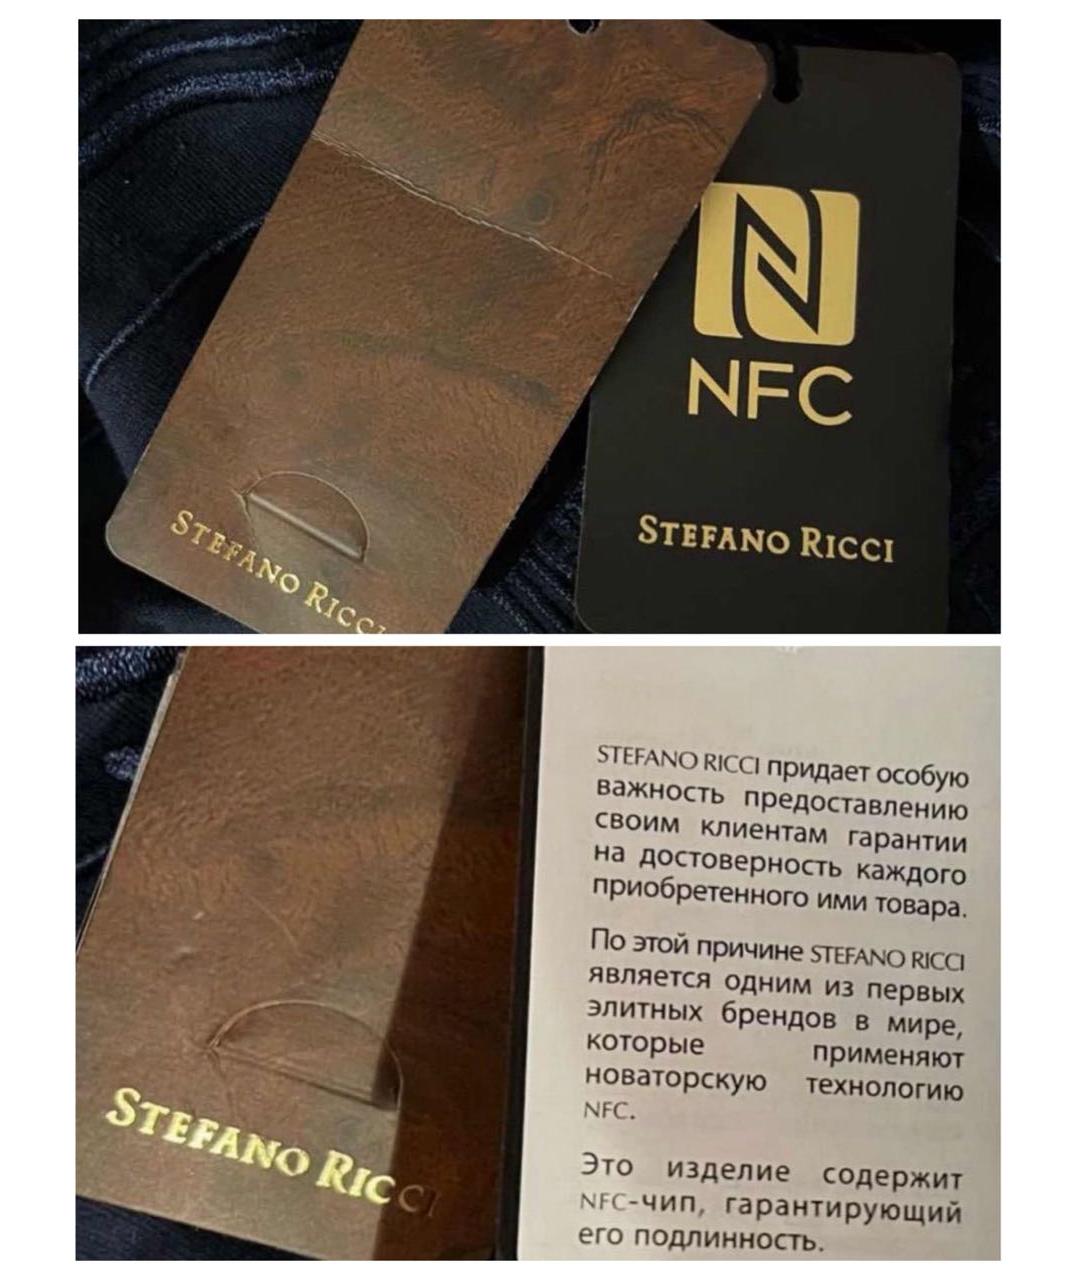 NFC
STEFANO RICCI
STEFANO RICCI
STEFANO RICCI
STEFANO RICCI придает особую
важность предоставлению
своим клиентам гарантии
на достоверность каждого
приобретенного ими товара.
По этой причине STEFANO RICCI
является одним из первых
элитных брендов в мире,
которые применяют
новаторскую технологию
NFC.
Это изделие содержит
NFC-чип, гарантирующий
его подлинность.